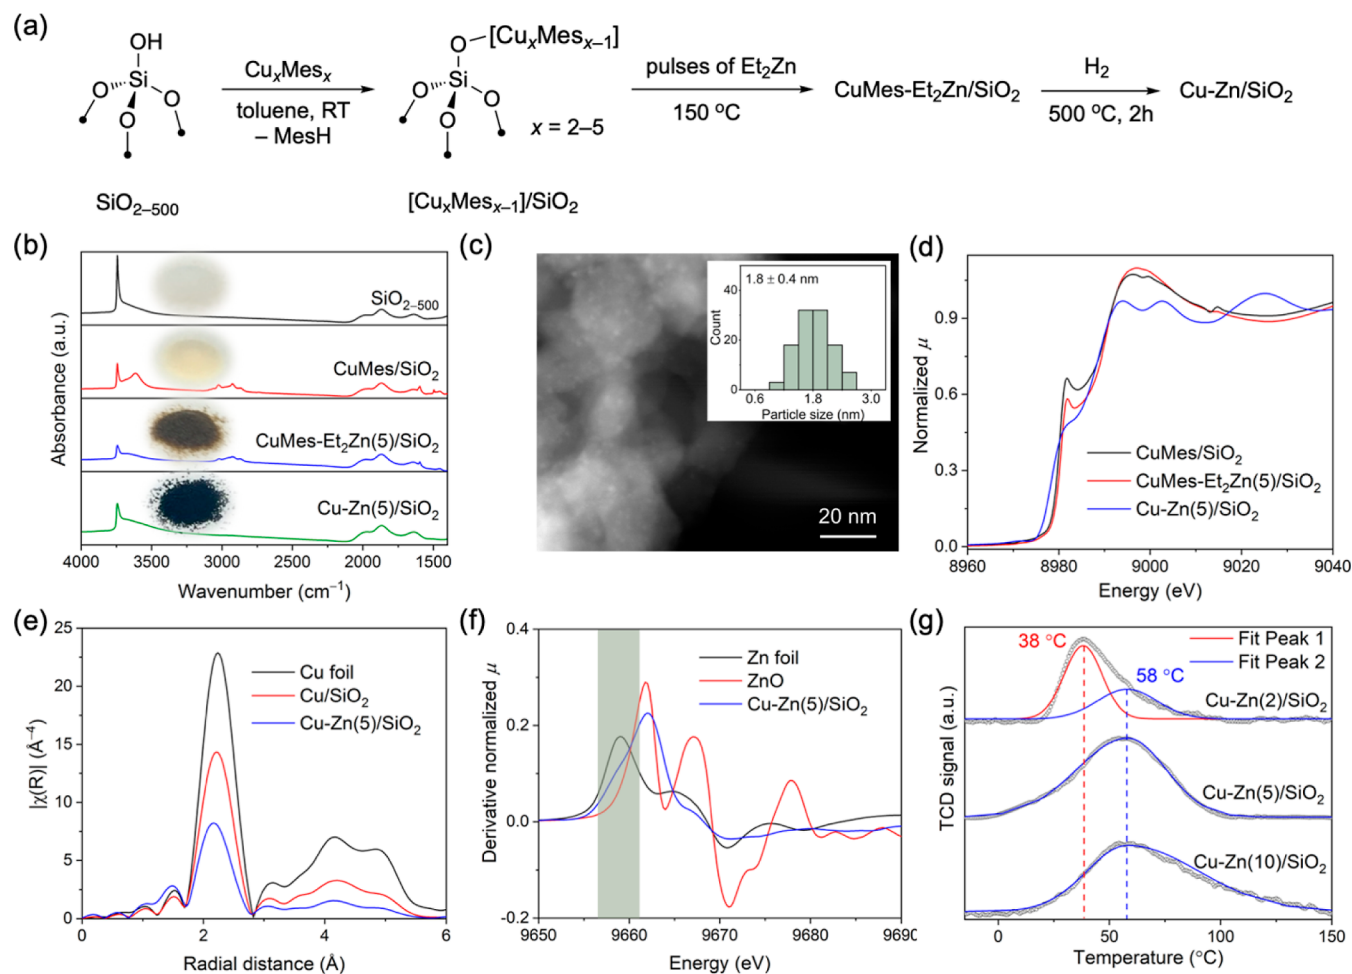 (a)
OH
Si
O
O
O
CuₓMesₓ
toluene, RT
– MesH
SiO₂₋₅₀₀
O
[CuₓMesₓ₋₁]
Si
O
O
O
x = 2–5
[CuₓMesₓ₋₁]/SiO₂
pulses of Et₂Zn
150 °C
CuMes-Et₂Zn/SiO₂
H₂
500 °C, 2h
Cu-Zn/SiO₂
(b)
Absorbance (a.u.)
SiO₂₋₅₀₀
CuMes/SiO₂
CuMes-Et₂Zn(5)/SiO₂
Cu-Zn(5)/SiO₂
4000 3500 3000 2500 2000 1500
Wavenumber (cm⁻¹)
(c)
1.8 ± 0.4 nm
Count
40
20
0
0.6 1.8 3.0
Particle size (nm)
20 nm
(d)
Normalized μ
0.9
0.6
0.3
0.0
CuMes/SiO₂
CuMes-Et₂Zn(5)/SiO₂
Cu-Zn(5)/SiO₂
8960 8980 9000 9020 9040
Energy (eV)
(e)
|χ(R)| (Å⁻⁴)
25
20
15
10
5
0
Cu foil
Cu/SiO₂
Cu-Zn(5)/SiO₂
0 2 4 6
Radial distance (Å)
(f)
Derivative normalized μ
0.4
0.2
0.0
-0.2
Zn foil
ZnO
Cu-Zn(5)/SiO₂
9650 9660 9670 9680 9690
Energy (eV)
(g)
TCD signal (a.u.)
38 °C
Fit Peak 1
Fit Peak 2
58 °C
Cu-Zn(2)/SiO₂
Cu-Zn(5)/SiO₂
Cu-Zn(10)/SiO₂
0 50 100 150
Temperature (°C)